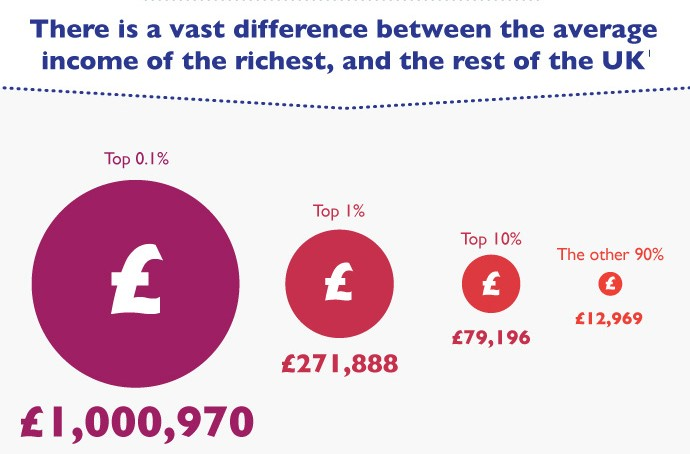 There is a vast difference between the average
income of the richest, and the rest of the UK¹
Top 0.1%
£
£1,000,970
Top 1%
£
£271,888
Top 10%
£
£79,196
The other 90%
£
£12,969